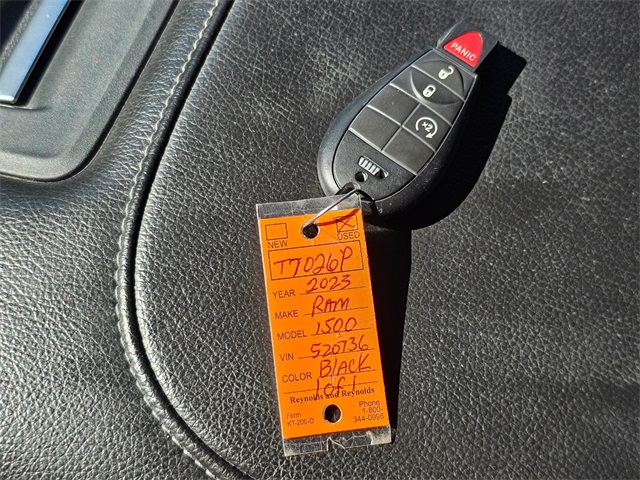 PANIC
x2
NEW USED
T7026P
YEAR 2023
MAKE RAM
MODEL 1500
VIN 520736
COLOR BLACK
1 of 1
Reynolds and Reynolds
Form Phone
KT-200-D 1-800-
344-0996